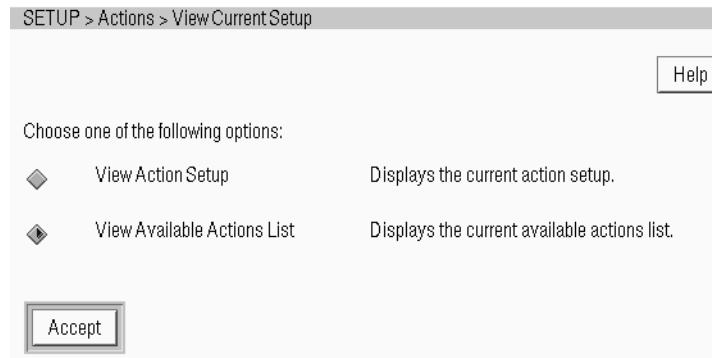 SETUP > Actions > View Current Setup
Help
Choose one of the following options:
View Action Setup Displays the current action setup.
View Available Actions List Displays the current available actions list.
Accept